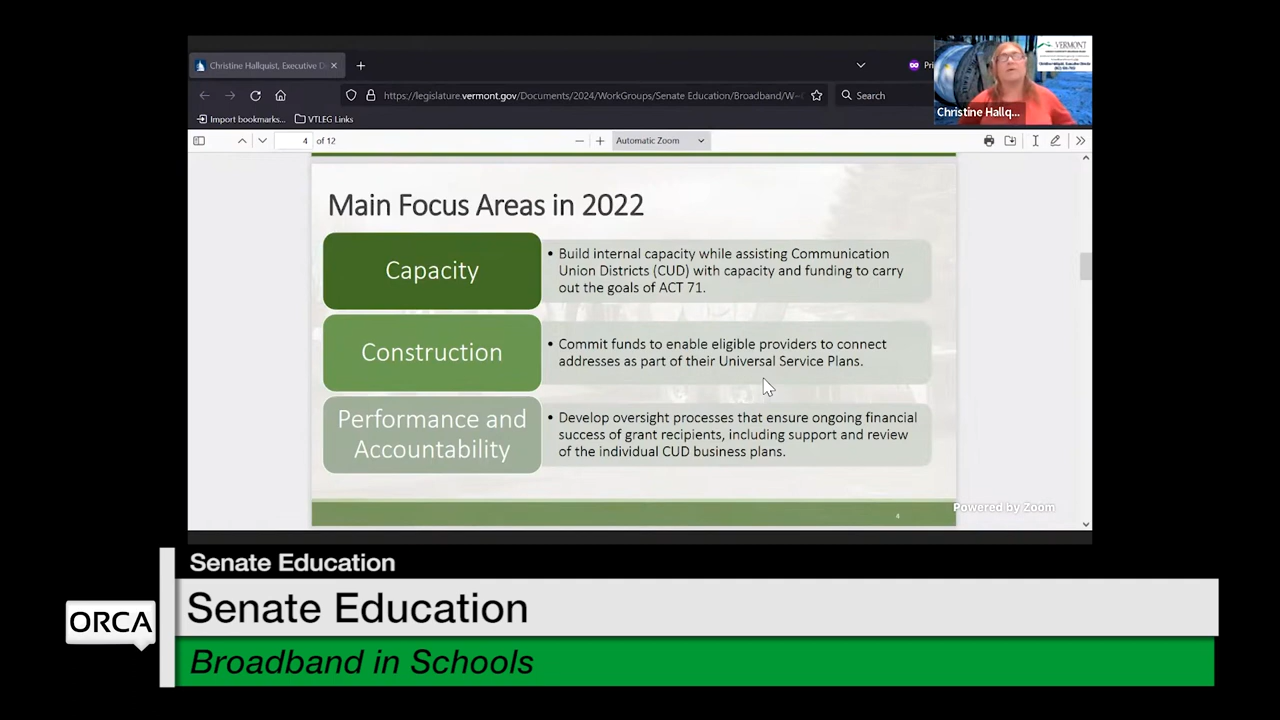 Christine Hallquist, Executive D
https://legislature.vermont.gov/Documents/2024/WorkGroups/Senate Education/Broadband/W
Search
Import bookmarks...
VTLEG Links
VERMONT
Christine Hallq...
4 of 12
Automatic Zoom
Main Focus Areas in 2022
Capacity
• Build internal capacity while assisting Communication
Union Districts (CUD) with capacity and funding to carry
out the goals of ACT 71.
Construction
• Commit funds to enable eligible providers to connect
addresses as part of their Universal Service Plans.
Performance and
Accountability
• Develop oversight processes that ensure ongoing financial
success of grant recipients, including support and review
of the individual CUD business plans.
4
Powered by Zoom
Senate Education
ORCA
Senate Education
Broadband in Schools